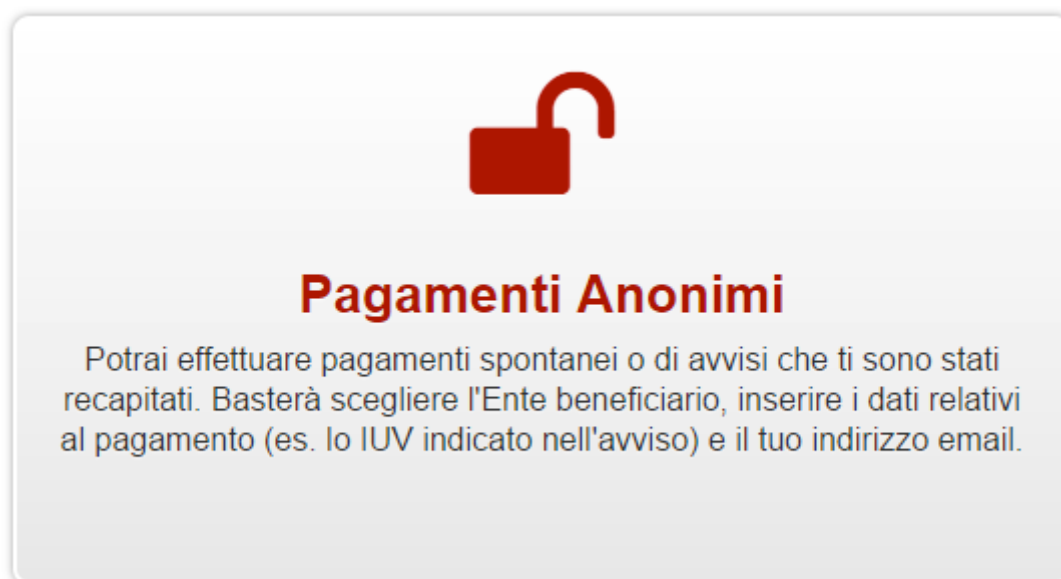 Pagamenti Anonimi
Potrai effettuare pagamenti spontanei o di avvisi che ti sono stati
recapitati. Basterà scegliere l'Ente beneficiario, inserire i dati relativi
al pagamento (es. lo IUV indicato nell'avviso) e il tuo indirizzo email.